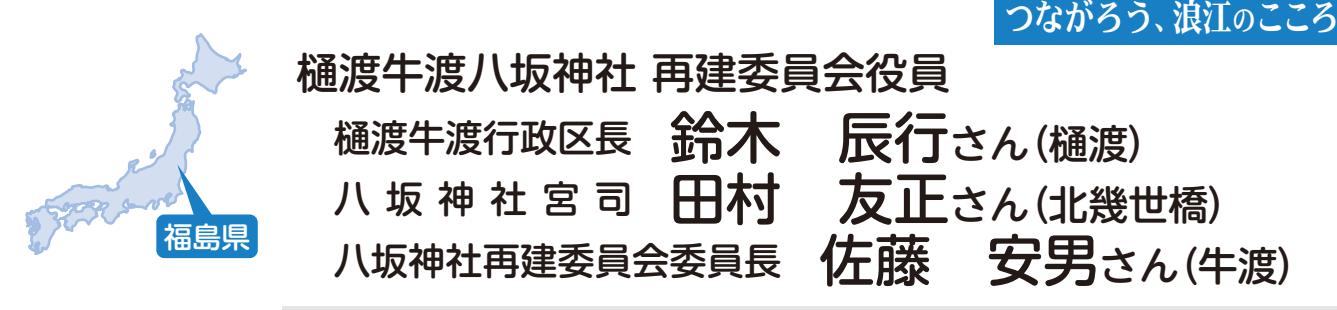 つながろう、浪江のこころ
樋渡牛渡八坂神社 再建委員会役員
樋渡牛渡行政区長 鈴木 辰行さん(樋渡)
八坂神社宮司 田村 友正さん(北幾世橋)
八坂神社再建委員会委員長 佐藤 安男さん(牛渡)
福島県